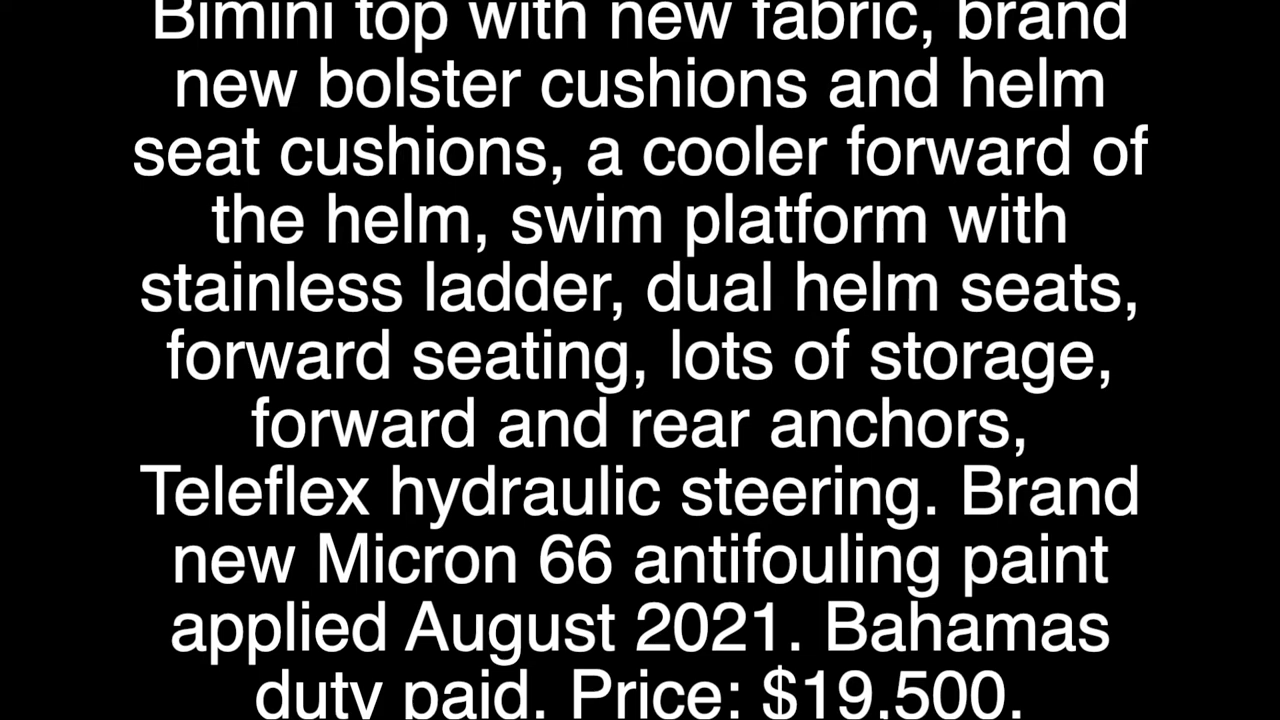 Bimini top with new fabric, brand
new bolster cushions and helm
seat cushions, a cooler forward of
the helm, swim platform with
stainless ladder, dual helm seats,
forward seating, lots of storage,
forward and rear anchors,
Teleflex hydraulic steering. Brand
new Micron 66 antifouling paint
applied August 2021. Bahamas
duty paid. Price: $19,500.